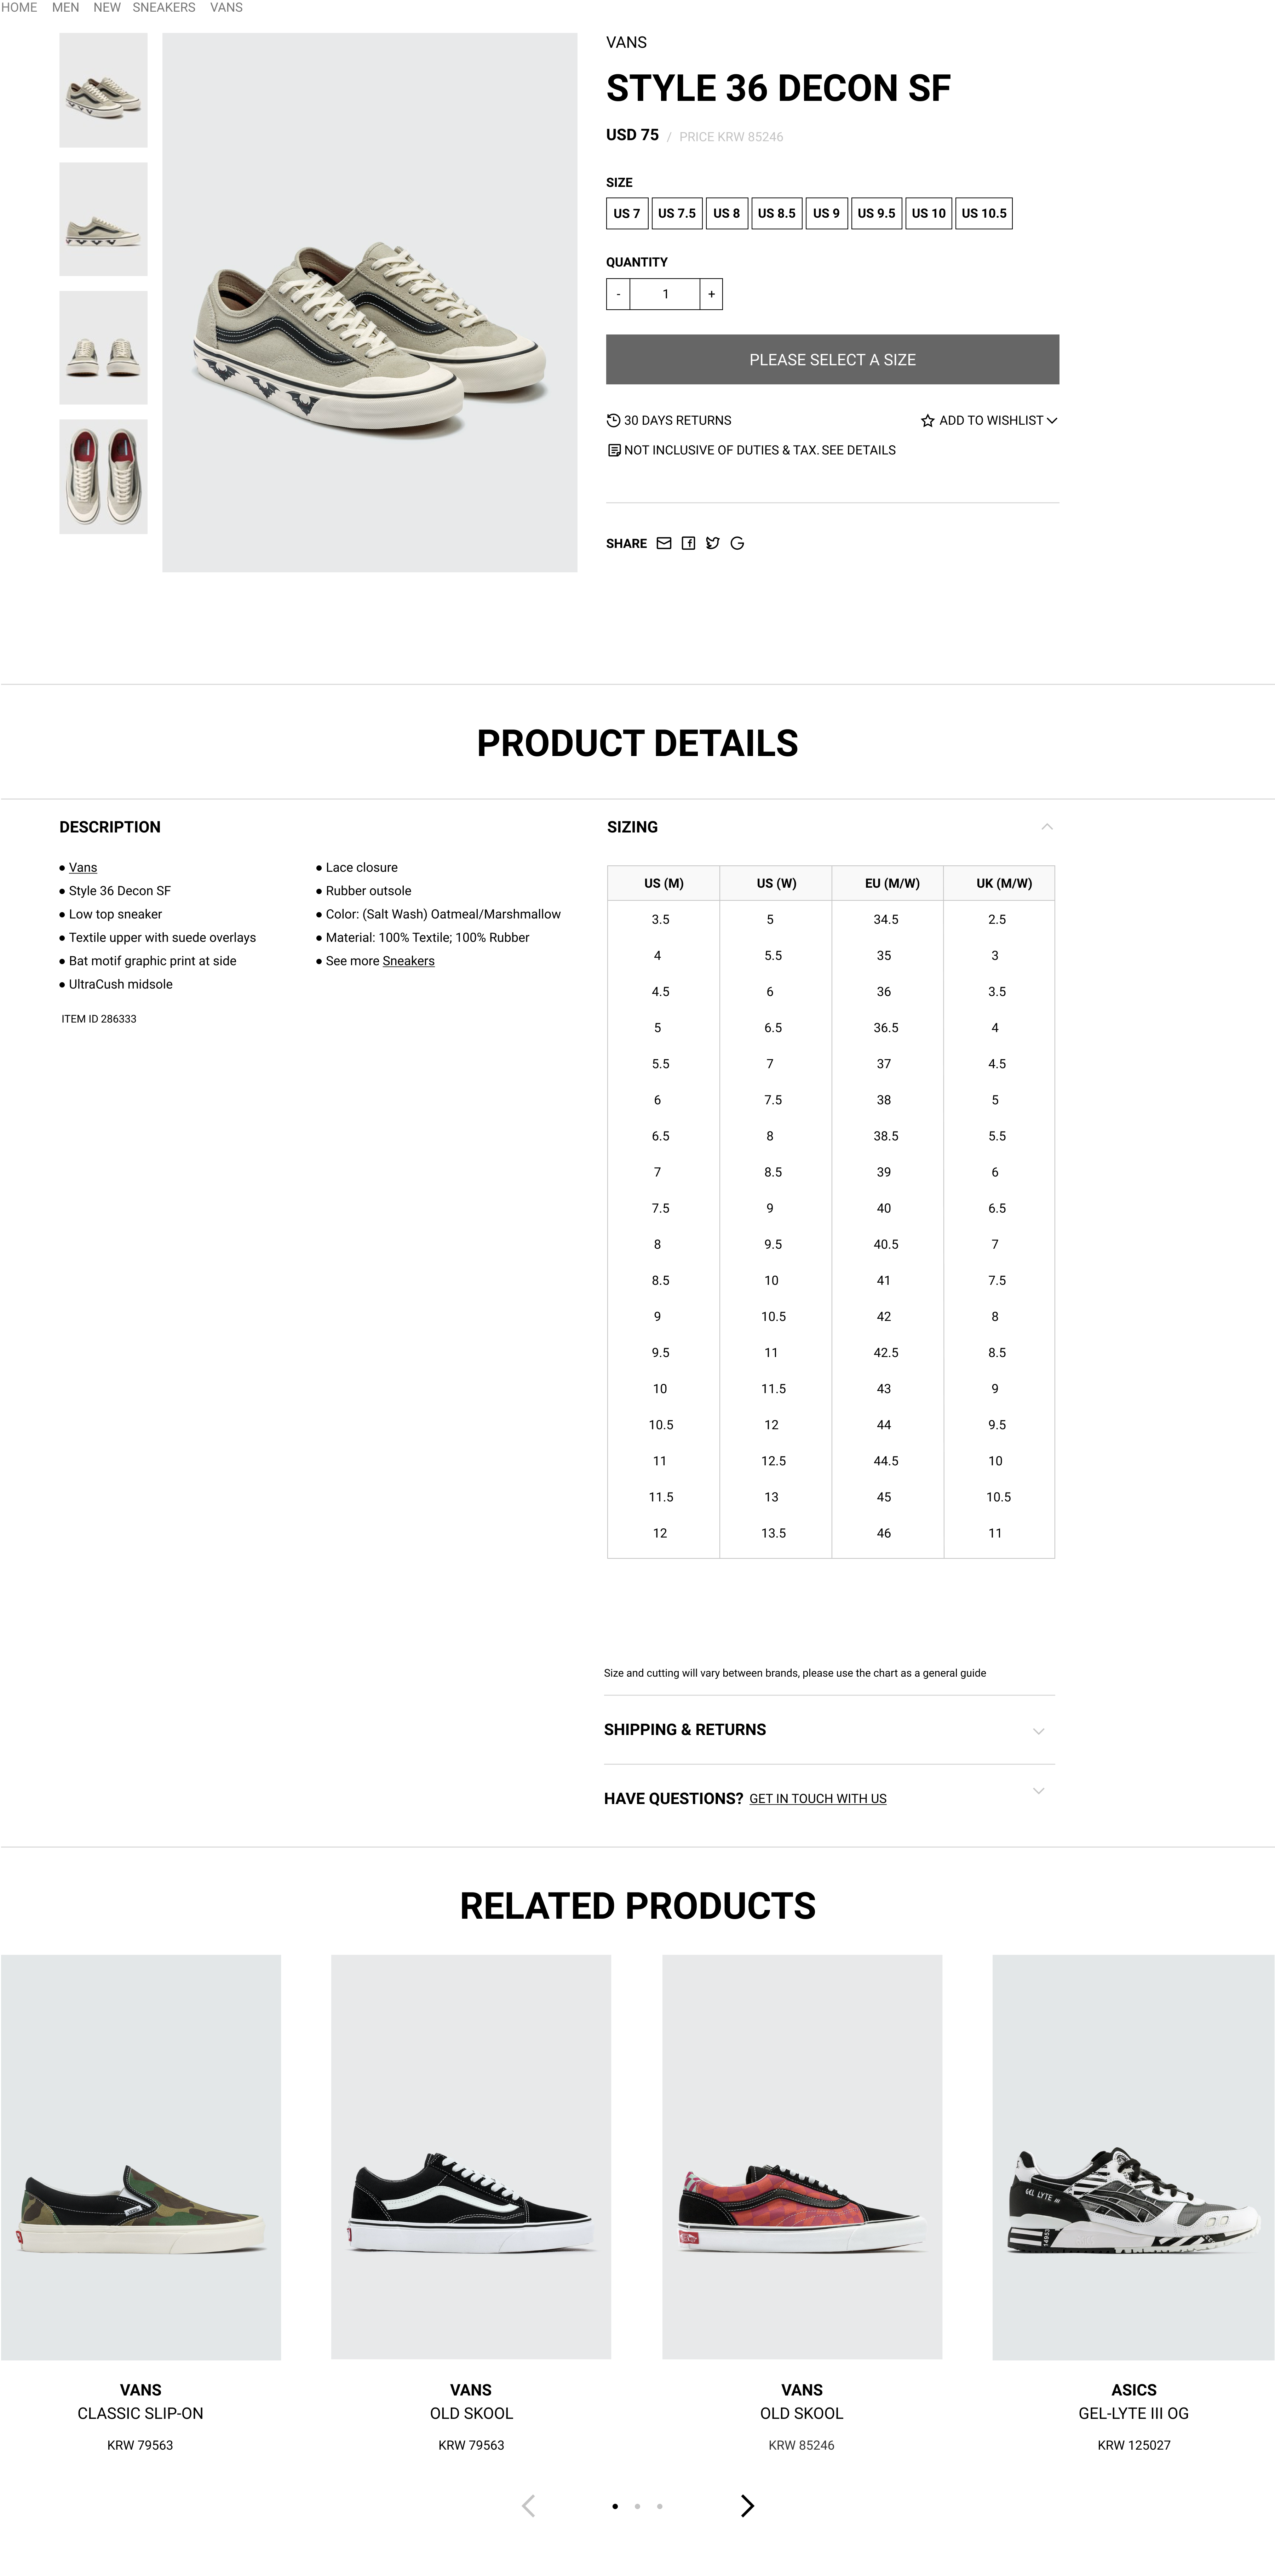 HOME MEN NEW SNEAKERS VANS
VANS
STYLE 36 DECON SF
USD 75 / PRICE KRW 85246
SIZE
US 7 US 7.5 US 8 US 8.5 US 9 US 9.5 US 10 US 10.5
QUANTITY
- 1 +
PLEASE SELECT A SIZE
30 DAYS RETURNS ADD TO WISHLIST
NOT INCLUSIVE OF DUTIES & TAX. SEE DETAILS
SHARE
PRODUCT DETAILS
DESCRIPTION
● Vans
● Style 36 Decon SF
● Low top sneaker
● Textile upper with suede overlays
● Bat motif graphic print at side
● UltraCush midsole
● Lace closure
● Rubber outsole
● Color: (Salt Wash) Oatmeal/Marshmallow
● Material: 100% Textile; 100% Rubber
● See more Sneakers
ITEM ID 286333
SIZING
US (M) US (W) EU (M/W) UK (M/W)
3.5 5 34.5 2.5
4 5.5 35 3
4.5 6 36 3.5
5 6.5 36.5 4
5.5 7 37 4.5
6 7.5 38 5
6.5 8 38.5 5.5
7 8.5 39 6
7.5 9 40 6.5
8 9.5 40.5 7
8.5 10 41 7.5
9 10.5 42 8
9.5 11 42.5 8.5
10 11.5 43 9
10.5 12 44 9.5
11 12.5 44.5 10
11.5 13 45 10.5
12 13.5 46 11
Size and cutting will vary between brands, please use the chart as a general guide
SHIPPING & RETURNS
HAVE QUESTIONS? GET IN TOUCH WITH US
RELATED PRODUCTS
GEL LYTE III
VANS
CLASSIC SLIP-ON
KRW 79563
VANS
OLD SKOOL
KRW 79563
VANS
OLD SKOOL
KRW 85246
ASICS
GEL-LYTE III OG
KRW 125027